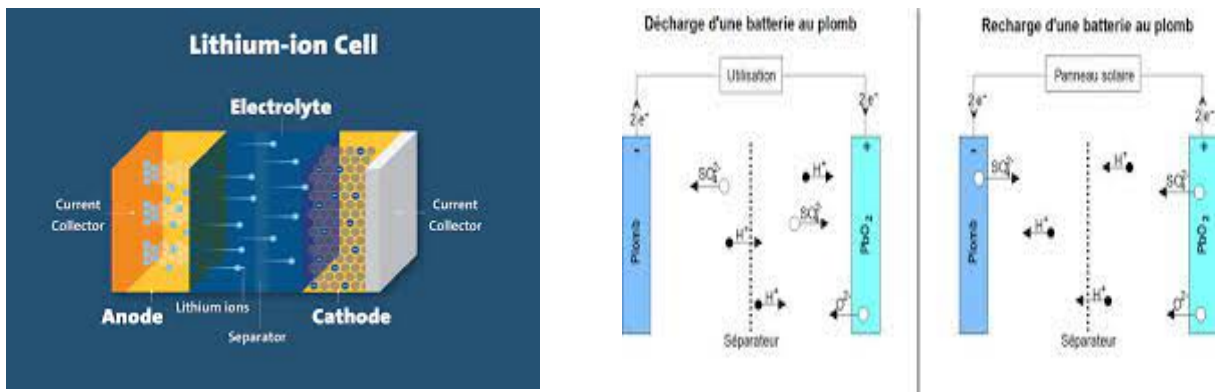 Lithium-ion Cell
Electrolyte
Current
Collector
Current
Collector
Lithium ions
Anode
Cathode
Separator
Décharge d'une batterie au plomb
Utilisation
2e⁻
2e⁻
-
+
SO₄²⁻
H⁺
SO₄²⁻
H⁺
H⁺
O²⁻
Plomb
PbO₂
Séparateur
Recharge d'une batterie au plomb
Panneau solaire
2e⁻
2e⁻
-
+
H⁺
SO₄²⁻
SO₄²⁻
H⁺
H⁺
O²⁻
Plomb
PbO₂
Séparateur